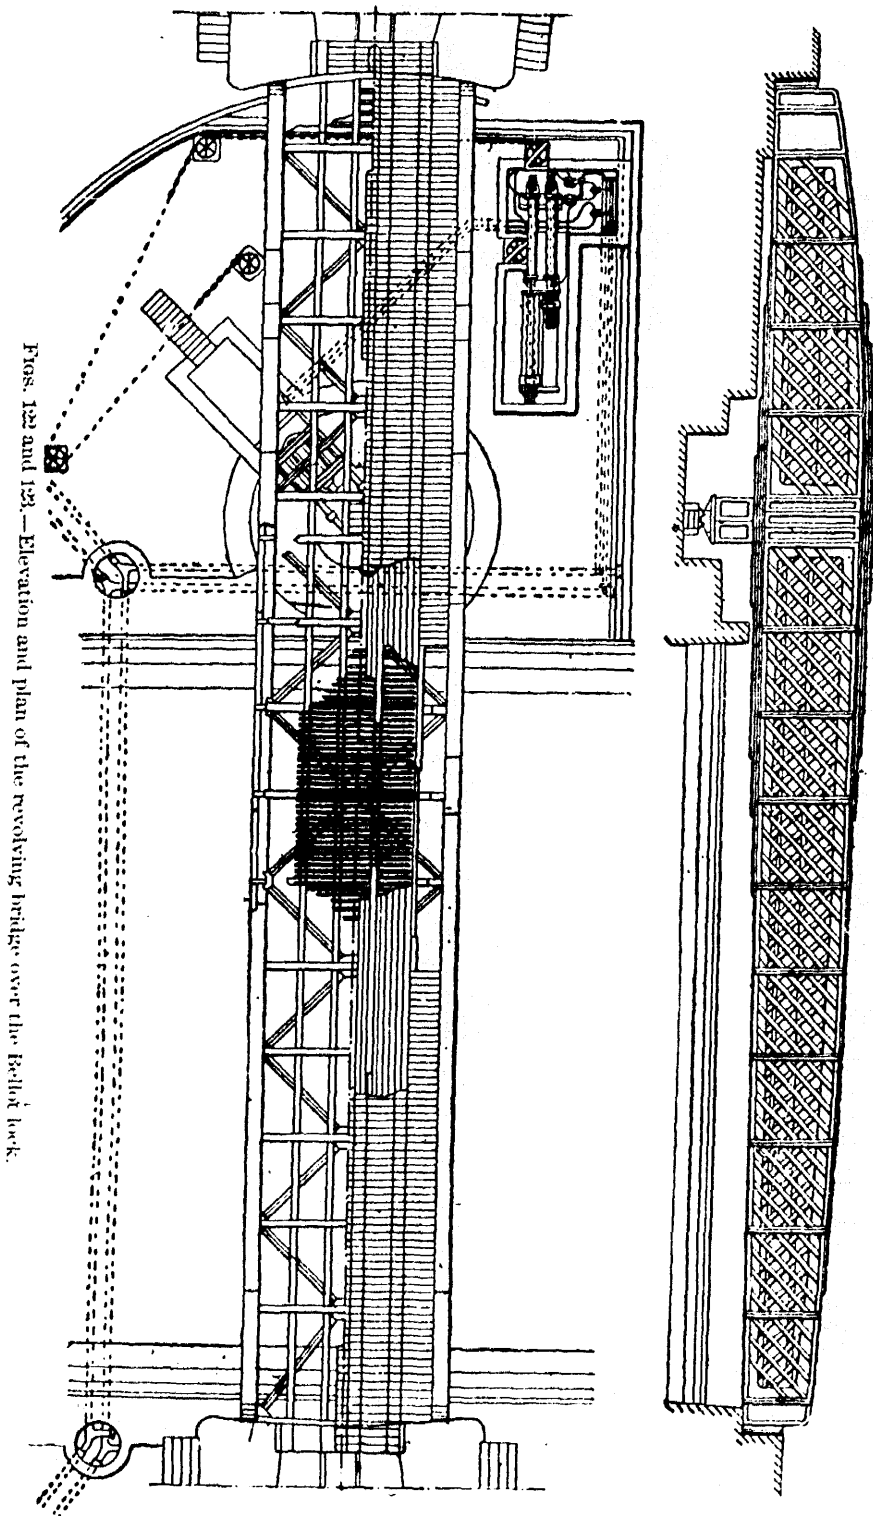 FIGS. 122 and 123.—Elevation and plan of the revolving bridge over the Bellot lock.